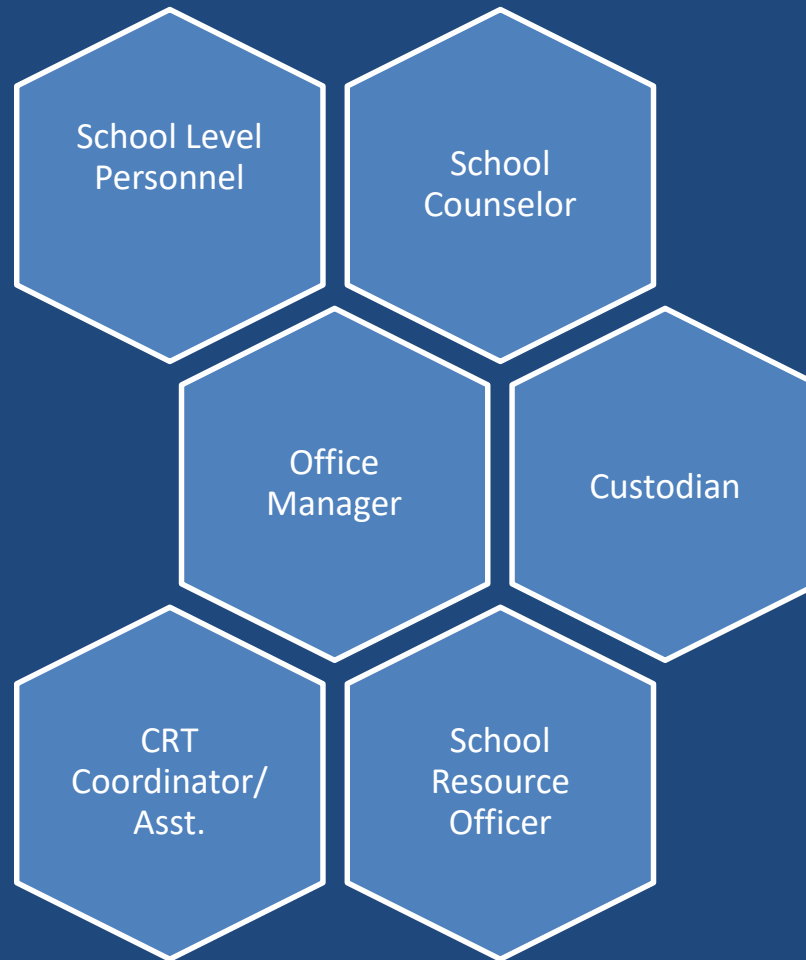 School Level
Personnel
School
Counselor
Office
Manager
Custodian
CRT
Coordinator/
Asst.
School
Resource
Officer